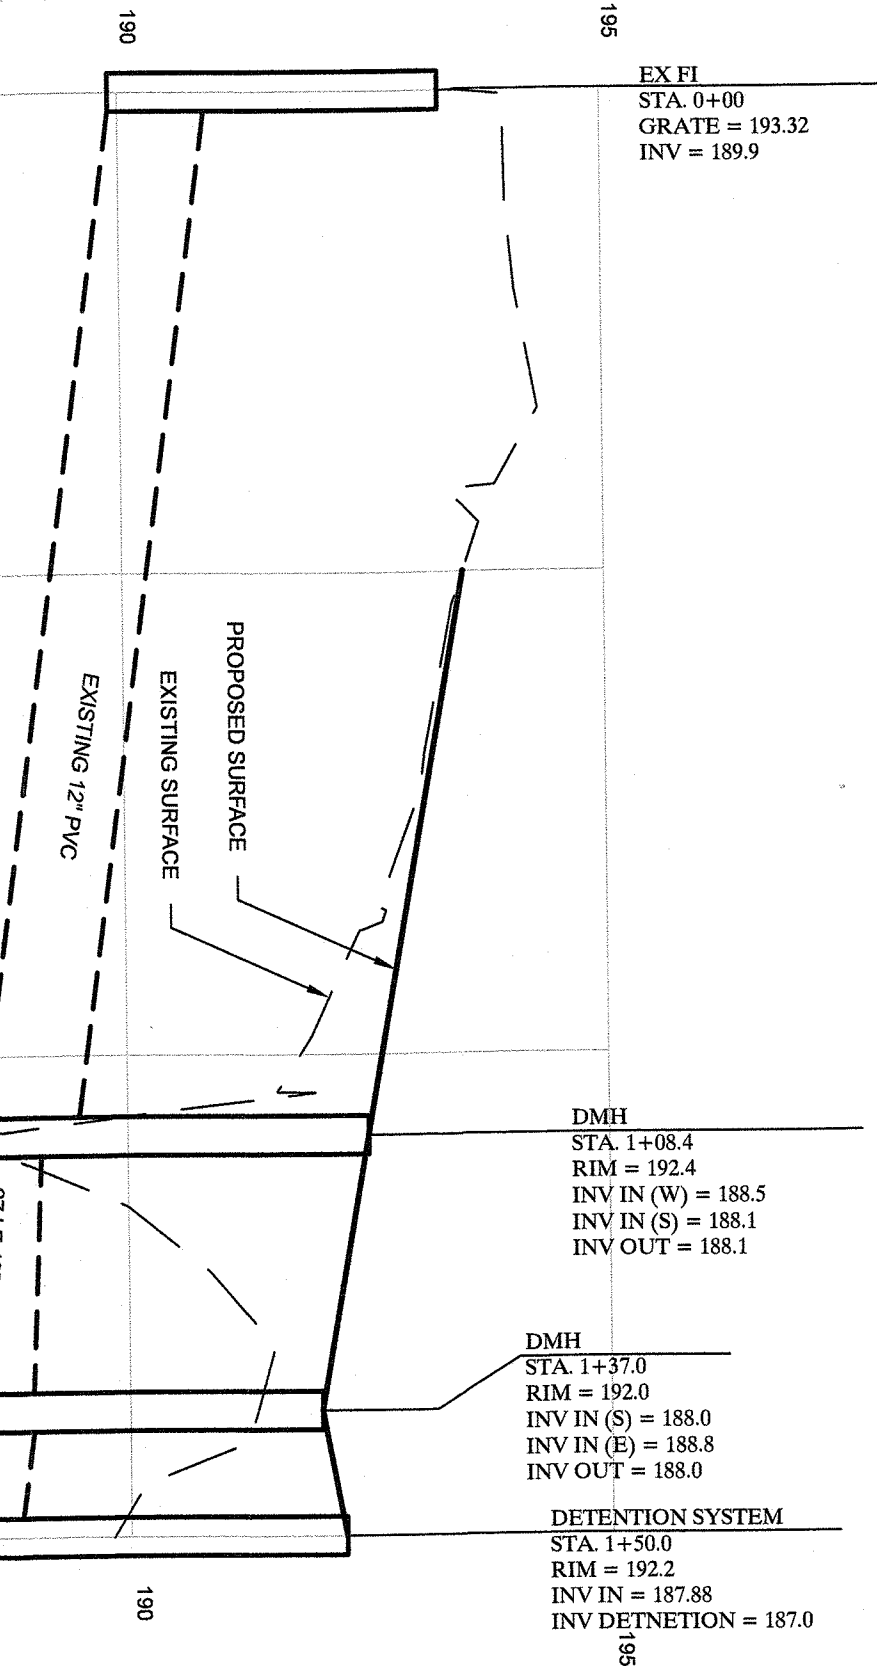 190
195
EX FI
STA. 0+00
GRATE = 193.32
INV = 189.9
PROPOSED SURFACE
EXISTING SURFACE
EXISTING 12" PVC
DMH
STA. 1+08.4
RIM = 192.4
INV IN (W) = 188.5
INV IN (S) = 188.1
INV OUT = 188.1
DMH
STA. 1+37.0
RIM = 192.0
INV IN (S) = 188.0
INV IN (E) = 188.8
INV OUT = 188.0
DETENTION SYSTEM
STA. 1+50.0
RIM = 192.2
INV IN = 187.88
INV DETNETION = 187.0
190
195